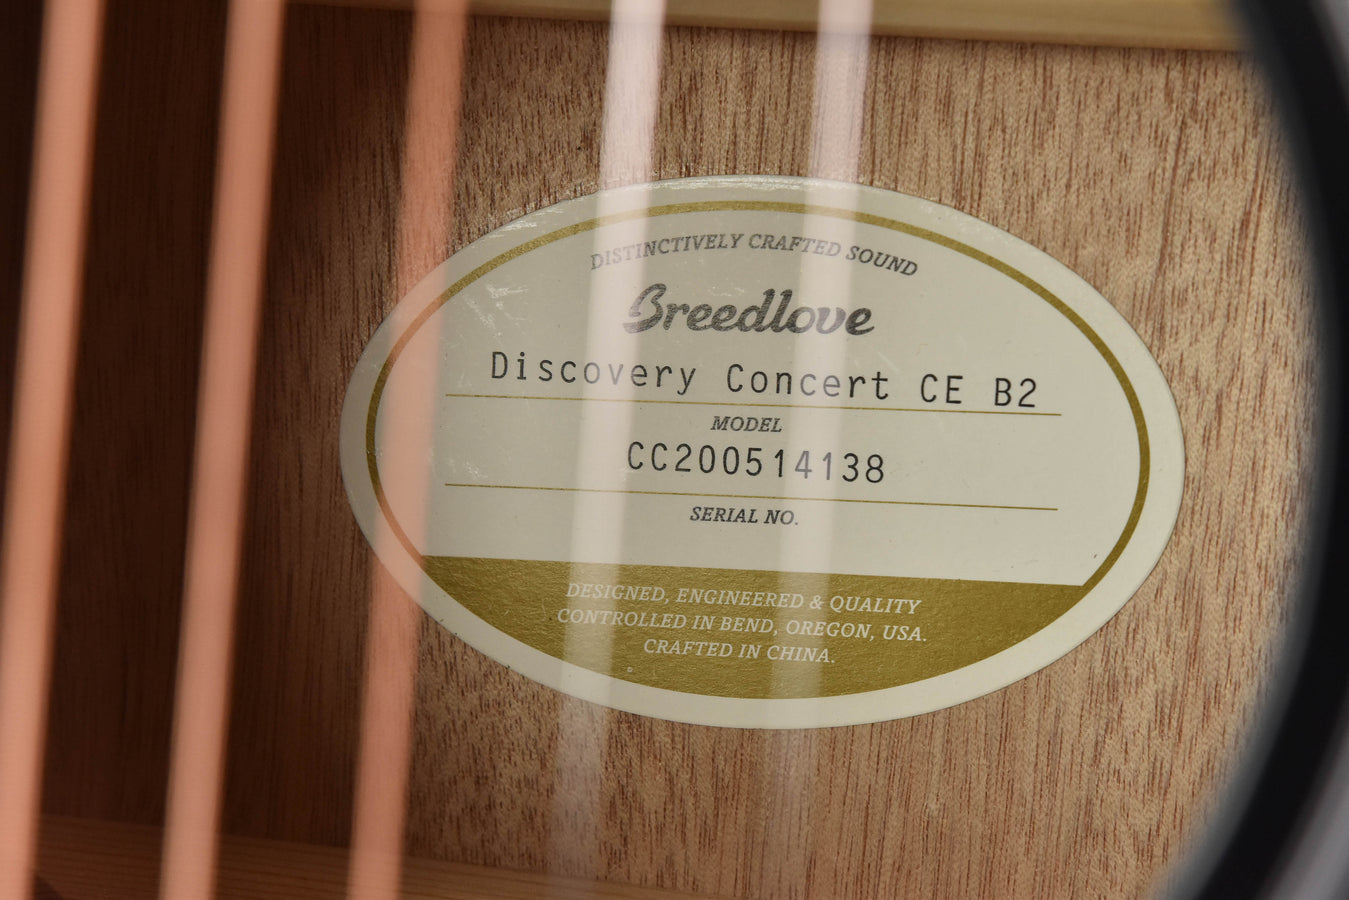 DISTINCTIVELY CRAFTED SOUND
Breedlove
Discovery Concert CE B2
MODEL
CC200514138
SERIAL NO.
DESIGNED, ENGINEERED & QUALITY
CONTROLLED IN BEND, OREGON, USA.
CRAFTED IN CHINA.